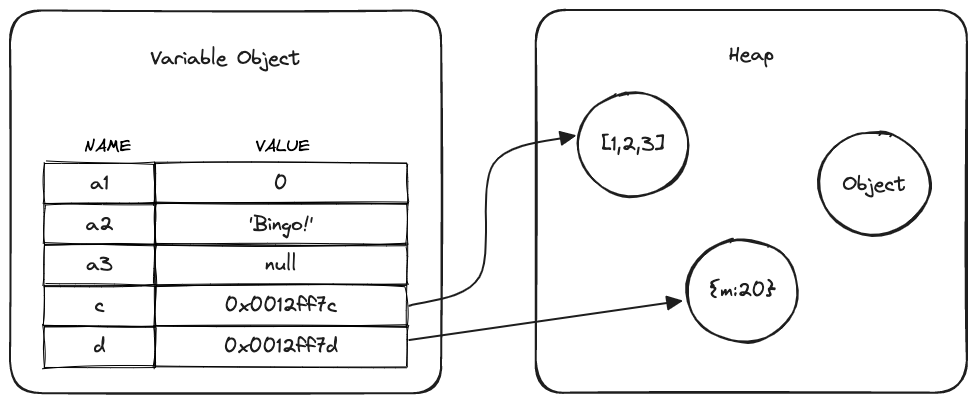 Variable Object
NAME VALUE
a1 0
a2 'Bingo!'
a3 null
c 0x0012ff7c
d 0x0012ff7d
Heap
[1,2,3]
Object
{m:20}